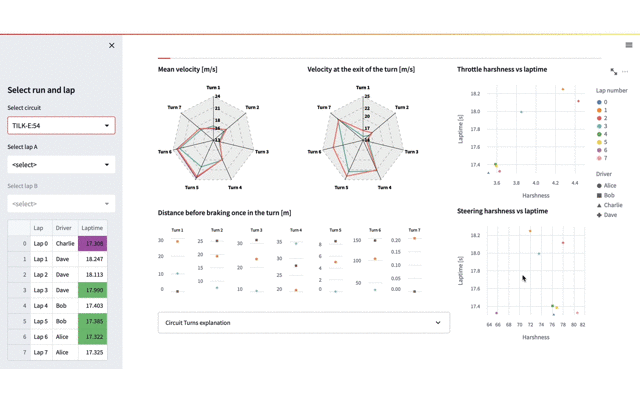 Select run and lap
Select circuit
TILK-E:54
Select lap A
<select>
Select lap B
<select>
Lap Driver Laptime
0 Lap 0 Charlie 17.308
1 Lap 1 Dave 18.247
2 Lap 2 Dave 18.113
3 Lap 3 Dave 17.990
4 Lap 4 Bob 17.403
5 Lap 5 Bob 17.385
6 Lap 6 Alice 17.322
7 Lap 7 Alice 17.325
Mean velocity [m/s]
Turn 1
Turn 2
Turn 3
Turn 4
Turn 5
Turn 6
Turn 7
24
21
18
Velocity at the exit of the turn [m/s]
Turn 1
Turn 2
Turn 3
Turn 4
Turn 5
Turn 6
Turn 7
25
22
20
17
Distance before braking once in the turn [m]
Turn 1 Turn 2 Turn 3 Turn 4 Turn 5 Turn 6 Turn 7
30 20 10 0
25 20 15 10
30 20 10 0
40 35 30 25 20
8 6 4 2 0
150 100 50
0.20 0.15 0.10 0.05 0.00
Circuit Turns explanation
Throttle harshness vs laptime
Laptime [s]
18.2
18.0
17.8
17.6
17.4
3.6 3.8 4.0 4.2 4.4
Harshness
Steering harshness vs laptime
Laptime [s]
18.2
18.0
17.8
17.6
17.4
64 66 70 72 74 76 78 80 82
Harshness
Lap number
0
1
2
3
4
5
6
7
Driver
Alice
Bob
Charlie
Dave